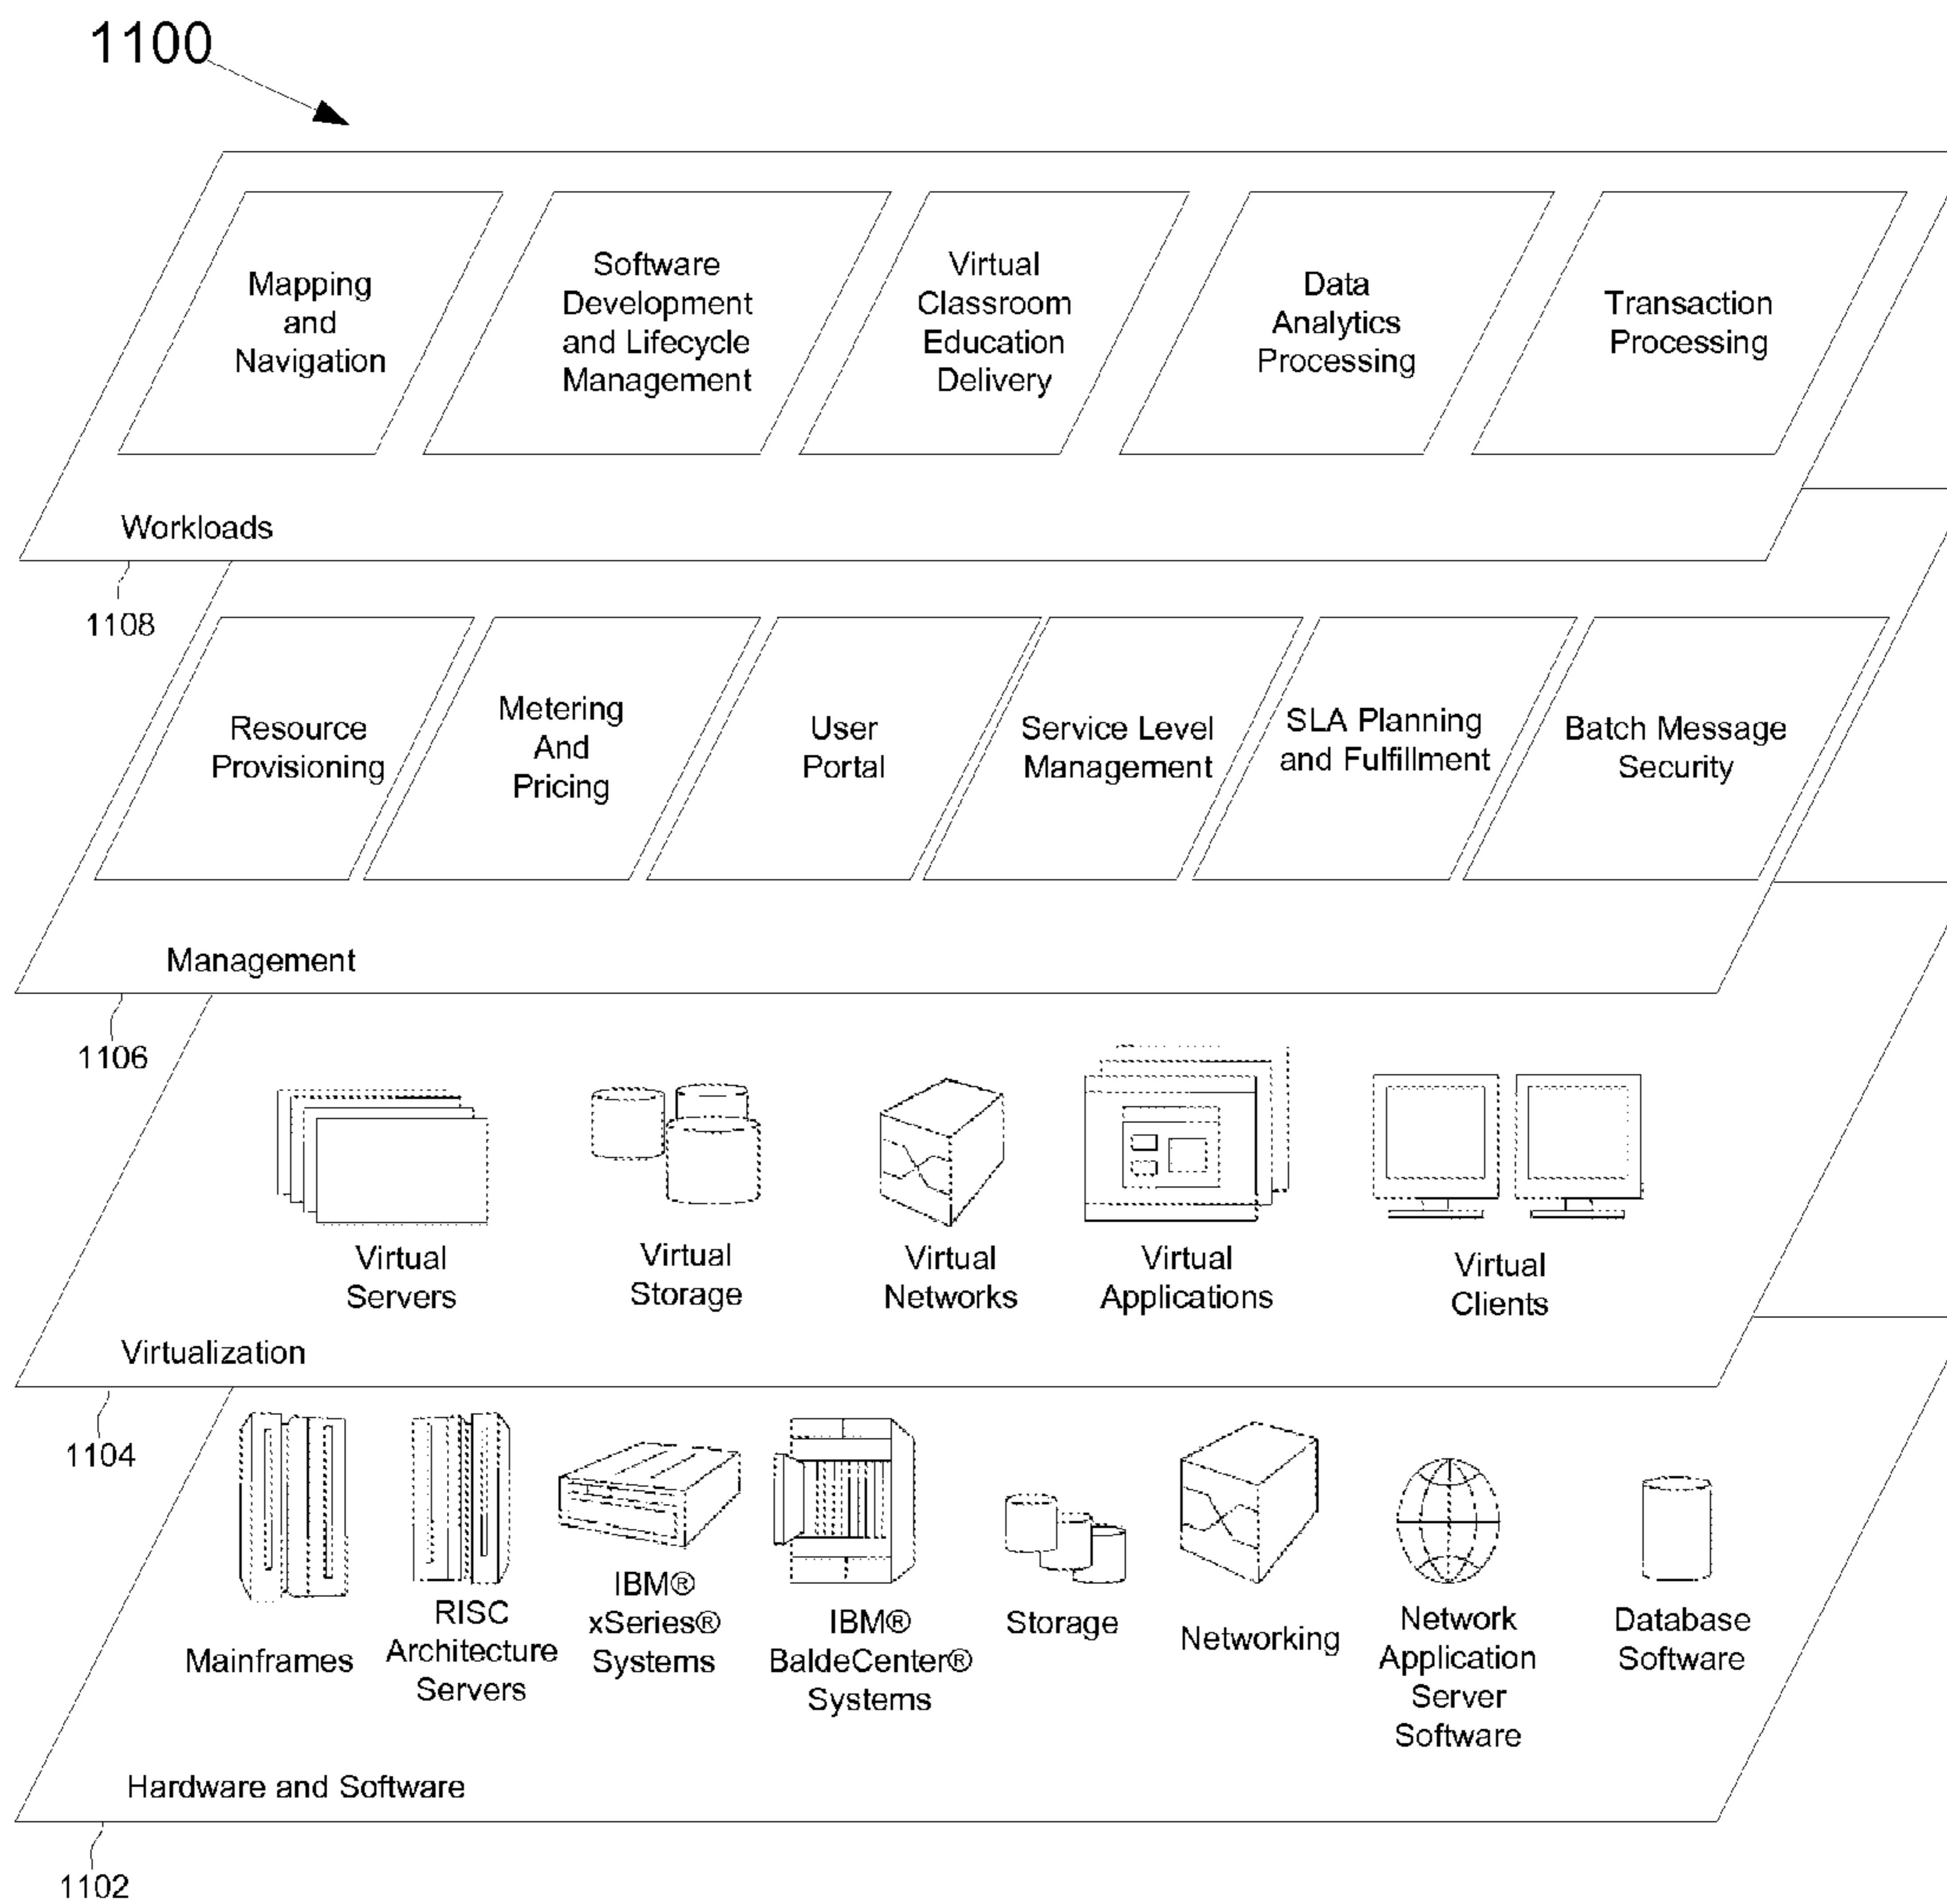 1100
Mapping
and
Navigation
Software
Development
and Lifecycle
Management
Virtual
Classroom
Education
Delivery
Data
Analytics
Processing
Transaction
Processing
Workloads
1108
Resource
Provisioning
Metering
And
Pricing
User
Portal
Service Level
Management
SLA Planning
and Fulfillment
Batch Message
Security
Management
1106
Virtual
Servers
Virtual
Storage
Virtual
Networks
Virtual
Applications
Virtual
Clients
Virtualization
1104
Mainframes
RISC
Architecture
Servers
IBM®
xSeries®
Systems
IBM®
BaldeCenter®
Systems
Storage
Networking
Network
Application
Server
Software
Database
Software
Hardware and Software
1102